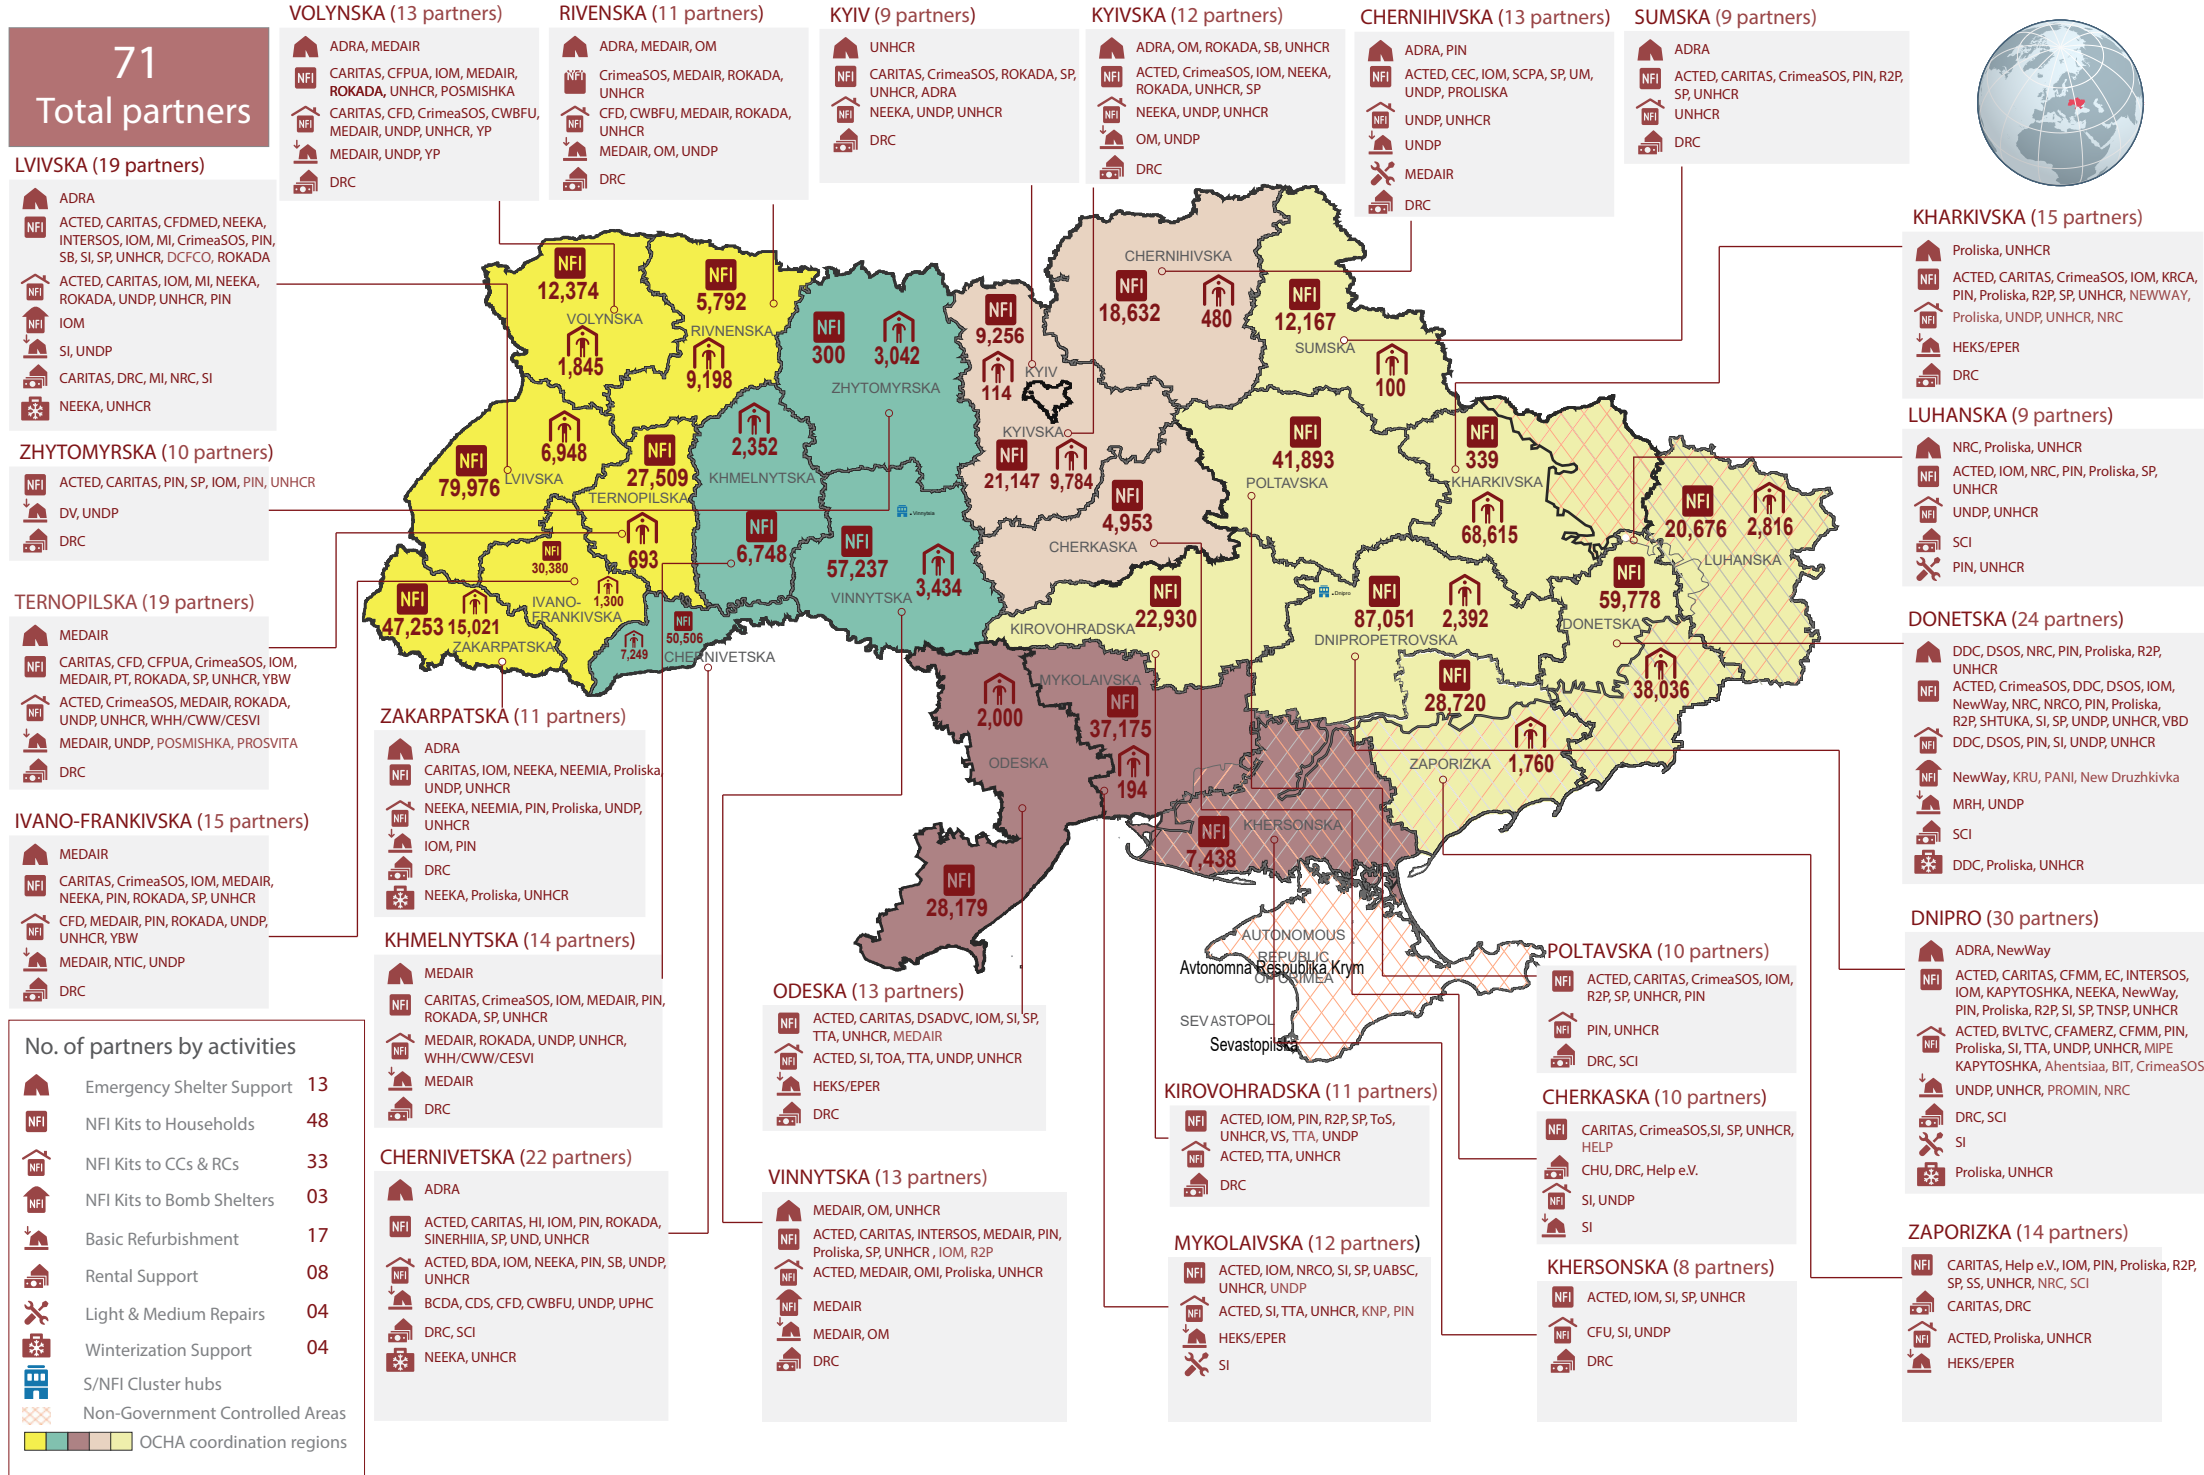 71
Total partners
VOLYNSKA (13 partners)
ADRA, MEDAIR
CARITAS, CFPUA, IOM, MEDAIR,
ROKADA, UNHCR, POSMISHKA
CARITAS, CFD, CrimeaSOS, CWBFU,
MEDAIR, UNDP, UNHCR, YP
MEDAIR, UNDP, YP
DRC
RIVENSKA (11 partners)
ADRA, MEDAIR, OM
CrimeaSOS, MEDAIR, ROKADA,
UNHCR
CFD, CWBFU, MEDAIR, ROKADA,
UNHCR
MEDAIR, OM, UNDP
DRC
KYIV (9 partners)
UNHCR
CARITAS, CrimeaSOS, ROKADA, SP,
UNHCR, ADRA
NEEKA, UNDP, UNHCR
DRC
KYIVSKA (12 partners)
ADRA, OM, ROKADA, SB, UNHCR
ACTED, CrimeaSOS, IOM, NEEKA,
ROKADA, UNHCR, SP
NEEKA, UNDP, UNHCR
OM, UNDP
DRC
CHERNIHIVSKA (13 partners)
ADRA, PIN
ACTED, CEC, IOM, SCPA, SP, UM,
UNDP, PROLISKA
UNDP, UNHCR
UNDP
MEDAIR
DRC
SUMSKA (9 partners)
ADRA
ACTED, CARITAS, CrimeaSOS, PIN, R2P,
SP, UNHCR
UNHCR
DRC
LVIVSKA (19 partners)
ADRA
ACTED, CARITAS, CFDMED, NEEKA,
INTERSOS, IOM, MI, CrimeaSOS, PIN,
SB, SI, SP, UNHCR, DCFCO, ROKADA
ACTED, CARITAS, IOM, MI, NEEKA,
ROKADA, UNDP, UNHCR, PIN
IOM
SI, UNDP
CARITAS, DRC, MI, NRC, SI
NEEKA, UNHCR
ZHYTOMYRSKA (10 partners)
ACTED, CARITAS, PIN, SP, IOM, PIN, UNHCR
DV, UNDP
DRC
TERNOPILSKA (19 partners)
MEDAIR
CARITAS, CFD, CFPUA, CrimeaSOS, IOM,
MEDAIR, PT, ROKADA, SP, UNHCR, YBW
ACTED, CrimeaSOS, MEDAIR, ROKADA,
UNDP, UNHCR, WHH/CWW/CESVI
MEDAIR, UNDP, POSMISHKA, PROSVITA
DRC
IVANO-FRANKIVSKA (15 partners)
MEDAIR
CARITAS, CrimeaSOS, IOM, MEDAIR,
NEEKA, PIN, ROKADA, SP, UNHCR
CFD, MEDAIR, PIN, ROKADA, UNDP,
UNHCR, YBW
MEDAIR, NTIC, UNDP
DRC
No. of partners by activities
Emergency Shelter Support 13
NFI Kits to Households 48
NFI Kits to CCs & RCs 33
NFI Kits to Bomb Shelters 03
Basic Refurbishment 17
Rental Support 08
Light & Medium Repairs 04
Winterization Support 04
S/NFI Cluster hubs
Non-Government Controlled Areas
OCHA coordination regions
ZAKARPATSKA (11 partners)
ADRA
CARITAS, IOM, NEEKA, NEEMIA, Proliska,
UNDP, UNHCR
NEEKA, NEEMIA, PIN, Proliska, UNDP,
UNHCR
IOM, PIN
DRC
NEEKA, Proliska, UNHCR
KHMELNYTSKA (14 partners)
MEDAIR
CARITAS, CrimeaSOS, IOM, MEDAIR, PIN,
ROKADA, SP, UNHCR
MEDAIR, ROKADA, UNDP, UNHCR,
WHH/CWW/CESVI
MEDAIR
DRC
CHERNIVETSKA (22 partners)
ADRA
ACTED, CARITAS, HI, IOM, PIN, ROKADA,
SINERHIIA, SP, UND, UNHCR
ACTED, BDA, IOM, NEEKA, PIN, SB, UNDP,
UNHCR
BCDA, CDS, CFD, CWBFU, UNDP, UPHC
DRC, SCI
NEEKA, UNHCR
ODESKA (13 partners)
ACTED, CARITAS, DSADVC, IOM, SI, SP,
TTA, UNHCR, MEDAIR
ACTED, SI, TOA, TTA, UNDP, UNHCR
HEKS/EPER
DRC
VINNYTSKA (13 partners)
MEDAIR, OM, UNHCR
ACTED, CARITAS, INTERSOS, MEDAIR, PIN,
Proliska, SP, UNHCR , IOM, R2P
ACTED, MEDAIR, OMI, Proliska, UNHCR
MEDAIR
MEDAIR, OM
DRC
KIROVOHRADSKA (11 partners)
ACTED, IOM, PIN, R2P, SP, ToS,
UNHCR, VS, TTA, UNDP
ACTED, TTA, UNHCR
DRC
MYKOLAIVSKA (12 partners)
ACTED, IOM, NRCO, SI, SP, UABSC,
UNHCR, UNDP
ACTED, SI, TTA, UNHCR, KNP, PIN
HEKS/EPER
SI
POLTAVSKA (10 partners)
ACTED, CARITAS, CrimeaSOS, IOM,
R2P, SP, UNHCR, PIN
PIN, UNHCR
DRC, SCI
CHERKASKA (10 partners)
CARITAS, CrimeaSOS,SI, SP, UNHCR,
HELP
CHU, DRC, Help e.V.
SI, UNDP
SI
KHERSONSKA (8 partners)
ACTED, IOM, SI, SP, UNHCR
CFU, SI, UNDP
DRC
KHARKIVSKA (15 partners)
Proliska, UNHCR
ACTED, CARITAS, CrimeaSOS, IOM, KRCA,
PIN, Proliska, R2P, SP, UNHCR, NEWWAY,
Proliska, UNDP, UNHCR, NRC
HEKS/EPER
DRC
LUHANSKA (9 partners)
NRC, Proliska, UNHCR
ACTED, IOM, NRC, PIN, Proliska, SP,
UNHCR
UNDP, UNHCR
SCI
PIN, UNHCR
DONETSKA (24 partners)
DDC, DSOS, NRC, PIN, Proliska, R2P,
UNHCR
ACTED, CrimeaSOS, DDC, DSOS, IOM,
NewWay, NRC, NRCO, PIN, Proliska,
R2P, SHTUKA, SI, SP, UNDP, UNHCR, VBD
DDC, DSOS, PIN, SI, UNDP, UNHCR
NewWay, KRU, PANI, New Druzhkivka
MRH, UNDP
SCI
DDC, Proliska, UNHCR
DNIPRO (30 partners)
ADRA, NewWay
ACTED, CARITAS, CFMM, EC, INTERSOS,
IOM, KAPYTOSHKA, NEEKA, NewWay,
PIN, Proliska, R2P, SI, SP, TNSP, UNHCR
ACTED, BVLTVC, CFAMERZ, CFMM, PIN,
Proliska, SI, TTA, UNDP, UNHCR, MIPE
KAPYTOSHKA, Ahentsiaa, BIT, CrimeaSOS
UNDP, UNHCR, PROMIN, NRC
DRC, SCI
SI
Proliska, UNHCR
ZAPORIZKA (14 partners)
CARITAS, Help e.V., IOM, PIN, Proliska, R2P,
SP, SS, UNHCR, NRC, SCI
CARITAS, DRC
ACTED, Proliska, UNHCR
HEKS/EPER
NFI
12,374
VOLYNSKA
1,845
NFI
5,792
RIVNENSKA
9,198
NFI
300
3,042
ZHYTOMYRSKA
NFI
9,256
114
KYIV
KYIVSKA
NFI
21,147
9,784
CHERNIHIVSKA
NFI
18,632
480
NFI
12,167
SUMSKA
100
6,948
NFI
79,976
LVIVSKA
NFI
27,509
TERNOPILSKA
693
2,352
KHMELNYTSKA
NFI
6,748
NFI
57,237
3,434
VINNYTSKA
Vinnytsia
NFI
4,953
CHERKASKA
NFI
41,893
POLTAVSKA
NFI
339
KHARKIVSKA
68,615
NFI
20,676
2,816
LUHANSKA
NFI
30,380
1,300
IVANO-
FRANKIVSKA
NFI
47,253
15,021
ZAKARPATSKA
7,249
NFI
50,506
CHERNIVETSKA
KIROVOHRADSKA
NFI
22,930
Dnipro
NFI
87,051
2,392
DNIPROPETROVSKA
NFI
59,778
DONETSKA
38,036
NFI
28,720
ZAPORIZKA
1,760
2,000
ODESKA
NFI
28,179
MYKOLAIVSKA
NFI
37,175
194
NFI
7,438
KHERSONSKA
AUTONOMOUS
REPUBLIC
OF CRIMEA
Avtonomna Respublika Krym
SEVASTOPOL
Sevastopilska